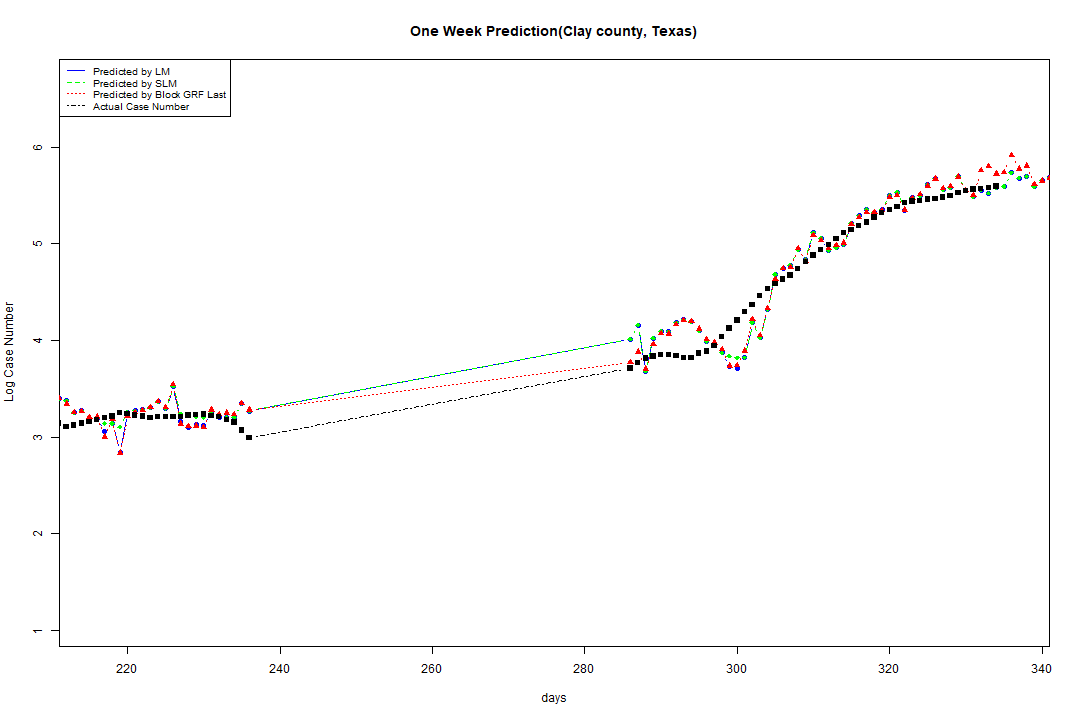 One Week Prediction(Clay county, Texas)
Predicted by LM
Predicted by SLM
Predicted by Block GRF Last
Actual Case Number
6
5
4
3
2
1
Log Case Number
220 240 260 280 300 320 340
days